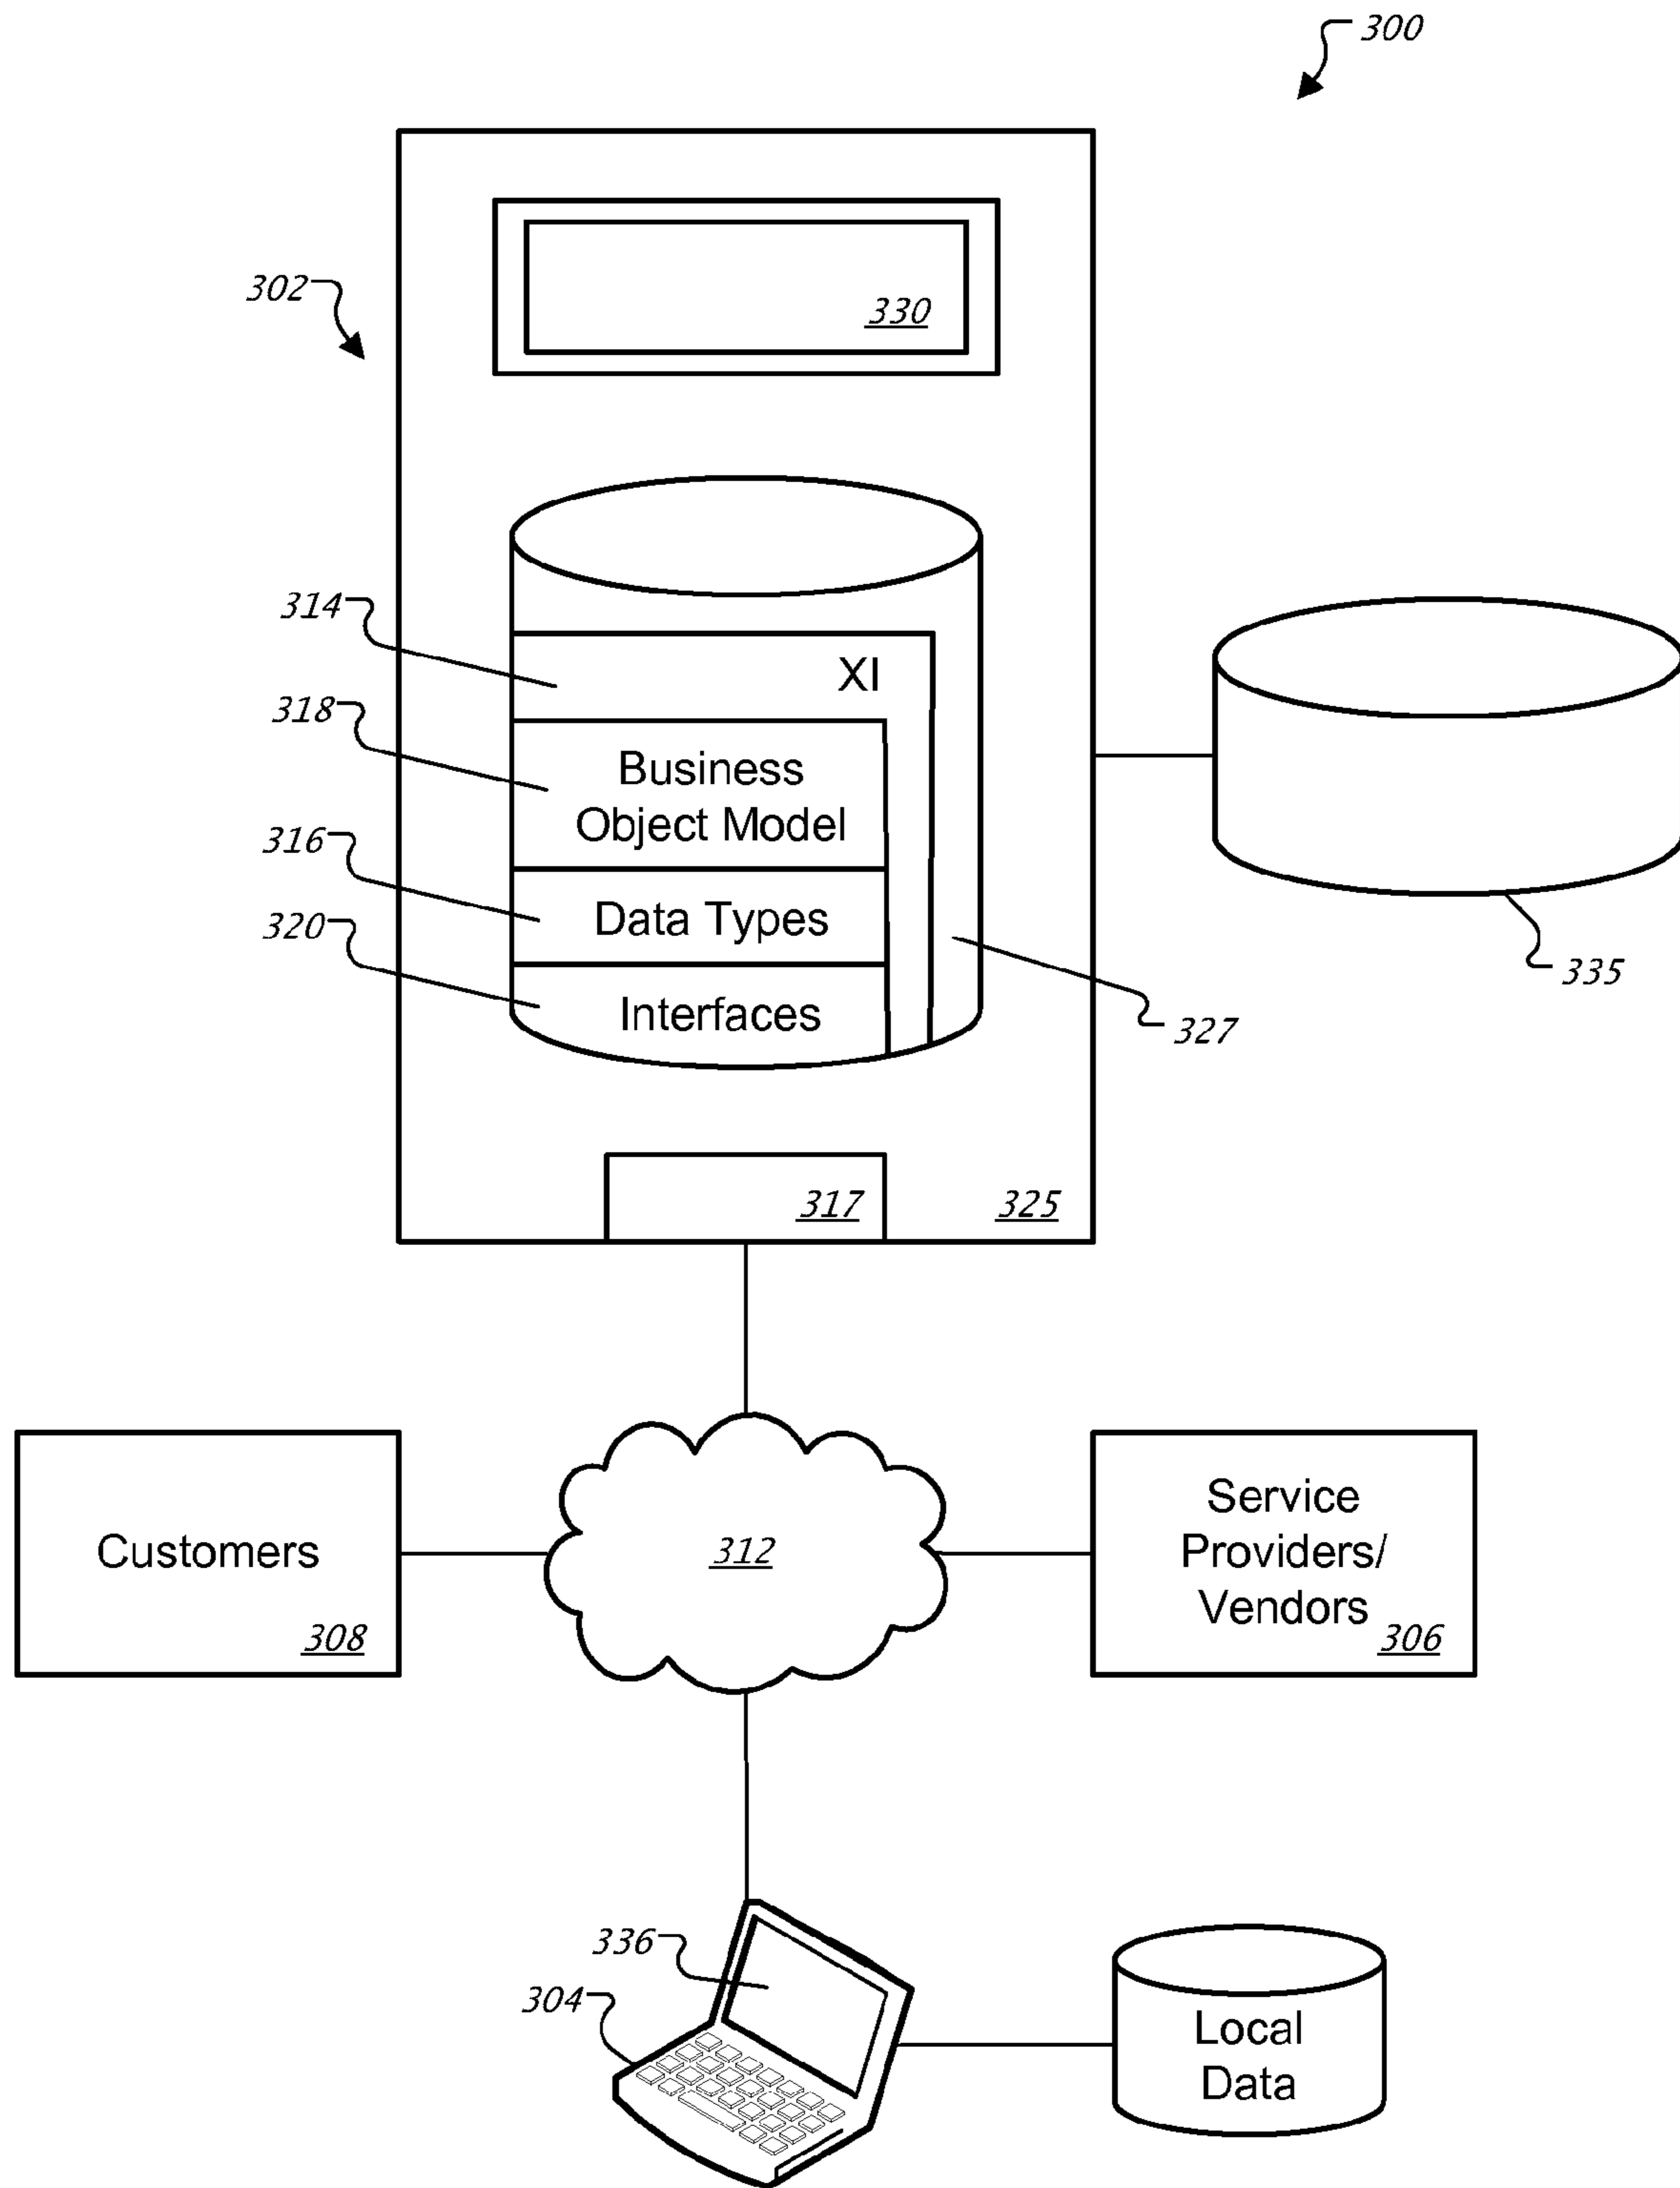 300
302
330
314
XI
318
Business
Object Model
316
Data Types
320
Interfaces
327
335
317
325
Customers
308
312
Service
Providers/
Vendors
306
336
304
Local
Data